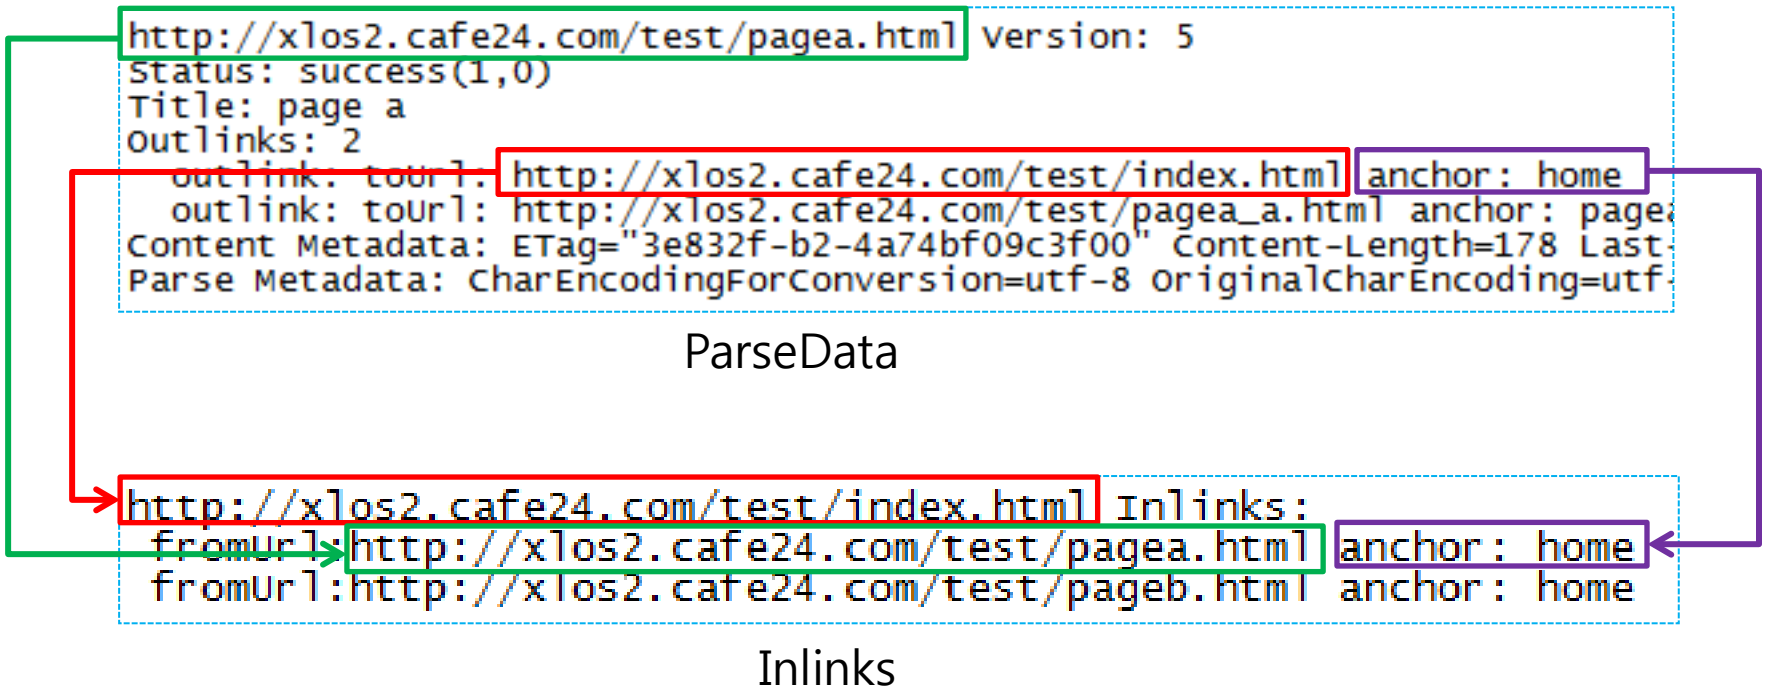 http://xlos2.cafe24.com/test/pagea.html Version: 5
Status: success(1,0)
Title: page a
Outlinks: 2
outlink: toUrl: http://xlos2.cafe24.com/test/index.html anchor: home
outlink: toUrl: http://xlos2.cafe24.com/test/pagea_a.html anchor: pagea
Content Metadata: ETag="3e832f-b2-4a74bf09c3f00" Content-Length=178 Last-
Parse Metadata: CharEncodingForConversion=utf-8 OriginalCharEncoding=utf-
ParseData
http://xlos2.cafe24.com/test/index.html Inlinks:
fromUrl:http://xlos2.cafe24.com/test/pagea.html anchor: home
fromUrl:http://xlos2.cafe24.com/test/pageb.html anchor: home
Inlinks